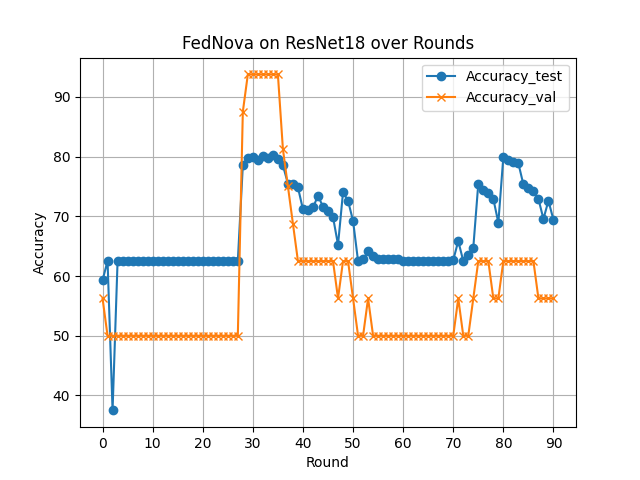 FedNova on ResNet18 over Rounds
Accuracy_test
Accuracy_val
Accuracy
90
80
70
60
50
40
0 10 20 30 40 50 60 70 80 90
Round